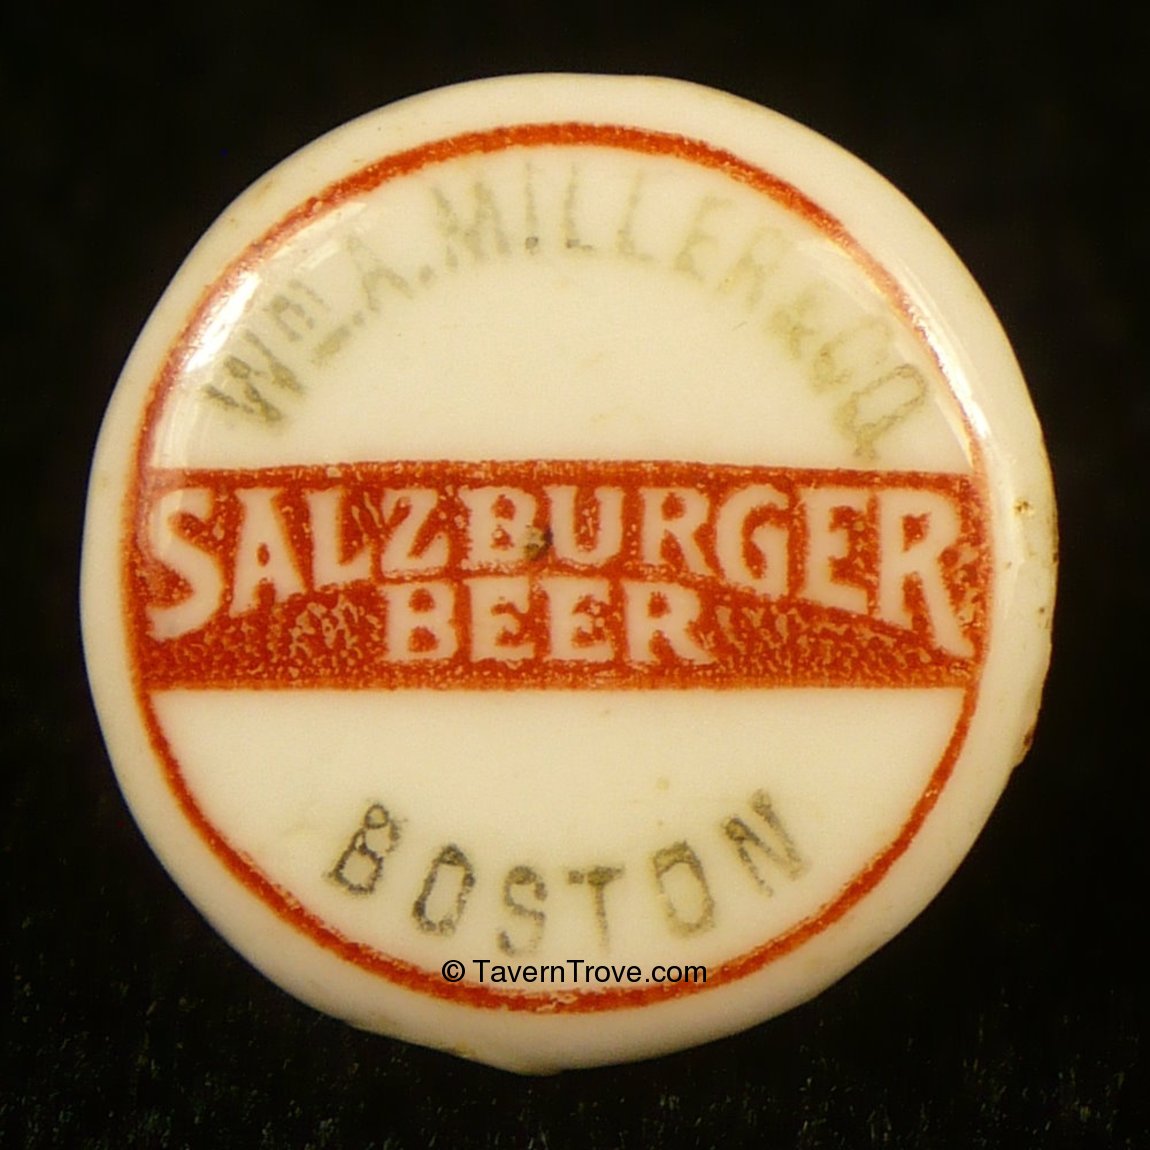 Wm. A. MILLER & CO.
SALZBURGER
BEER
BOSTON
© TavernTrove.com